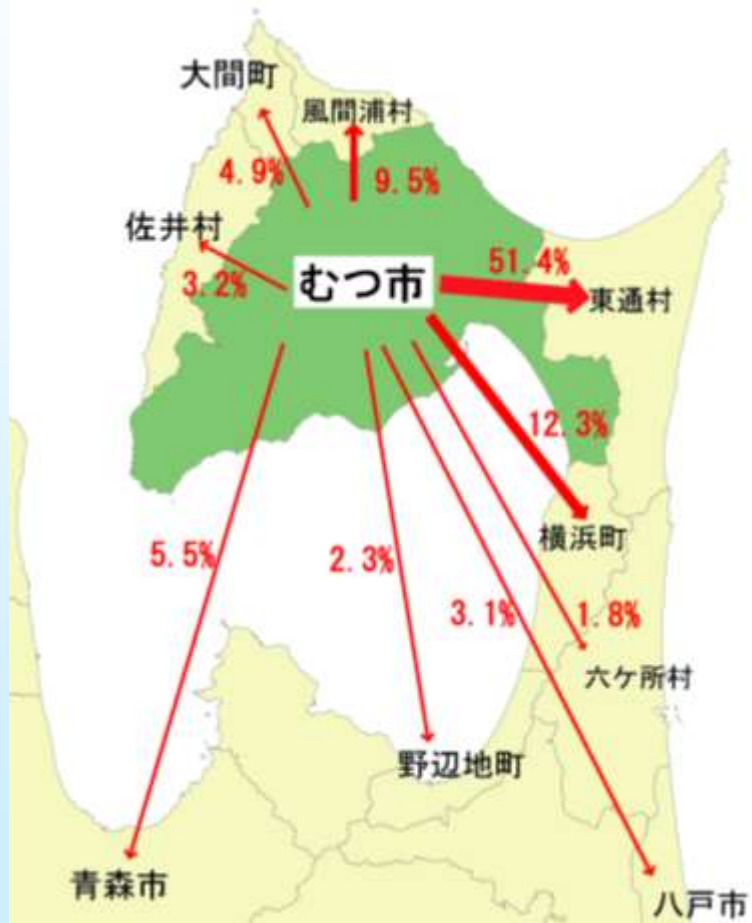 大間町
風間浦村
4.9%
9.5%
佐井村
3.2%
むつ市
51.4%
東通村
12.3%
横浜町
5.5%
2.3%
3.1%
1.8%
六ケ所村
野辺地町
青森市
八戸市